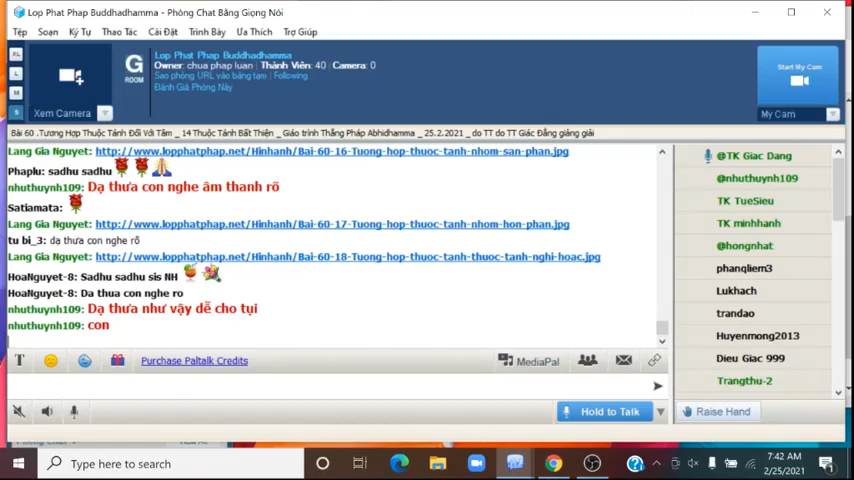 Lop Phat Phap Buddhadhamma - Phòng Chat Bằng Giọng Nói
Tệp Soạn Ký Tự Thao Tác Cài Đặt Trình Bày Ưa Thích Trợ Giúp
XL
L
M
S
Xem Camera
G
ROOM
Lop Phat Phap Buddhadhamma
Owner: chua phap luan Thành Viên: 40 Camera: 0
Sao phỏng URL vào bảng tạm Following
Đánh Giá Phòng Này
Start My Cam
My Cam
Bài 60 .Tương Hợp Thuộc Tánh Đối Với Tâm _ 14 Thuộc Tánh Bất Thiện _ Giáo trình Thắng Pháp Abhidhamma _ 25.2.2021 _ do TT do TT Giác Đẳng giảng giải
Lang Gia Nguyet: http://www.lopphatphap.net/Hinhanh/Bai-60-16-Tuong-hop-thuoc-tanh-nhom-san-phan.jpg
Phaplu: sadhu sadhu
nhuthuynh109: Dạ thưa con nghe âm thanh rõ
Satiamata:
Lang Gia Nguyet: http://www.lopphatphap.net/Hinhanh/Bai-60-17-Tuong-hop-thuoc-tanh-nhom-hon-phan.jpg
tu bi_3: dạ thưa con nghe rõ
Lang Gia Nguyet: http://www.lopphatphap.net/Hinhanh/Bai-60-18-Tuong-hop-thuoc-tanh-thuoc-tanh-nghi-hoac.jpg
HoaNguyet-8: Sadhu sadhu sis NH
HoaNguyet-8: Da thua con nghe ro
nhuthuynh109: Dạ thưa như vậy dễ cho tụi
nhuthuynh109: con
@TK Giac Dang
@nhuthuynh109
TK TueSieu
TK minhhanh
@hongnhat
phanqliem3
Lukhach
trandao
Huyenmong2013
Dieu Giac 999
Trangthu-2
T Purchase Paltalk Credits MediaPal
Hold to Talk Raise Hand
Type here to search
7:42 AM
2/25/2021
1